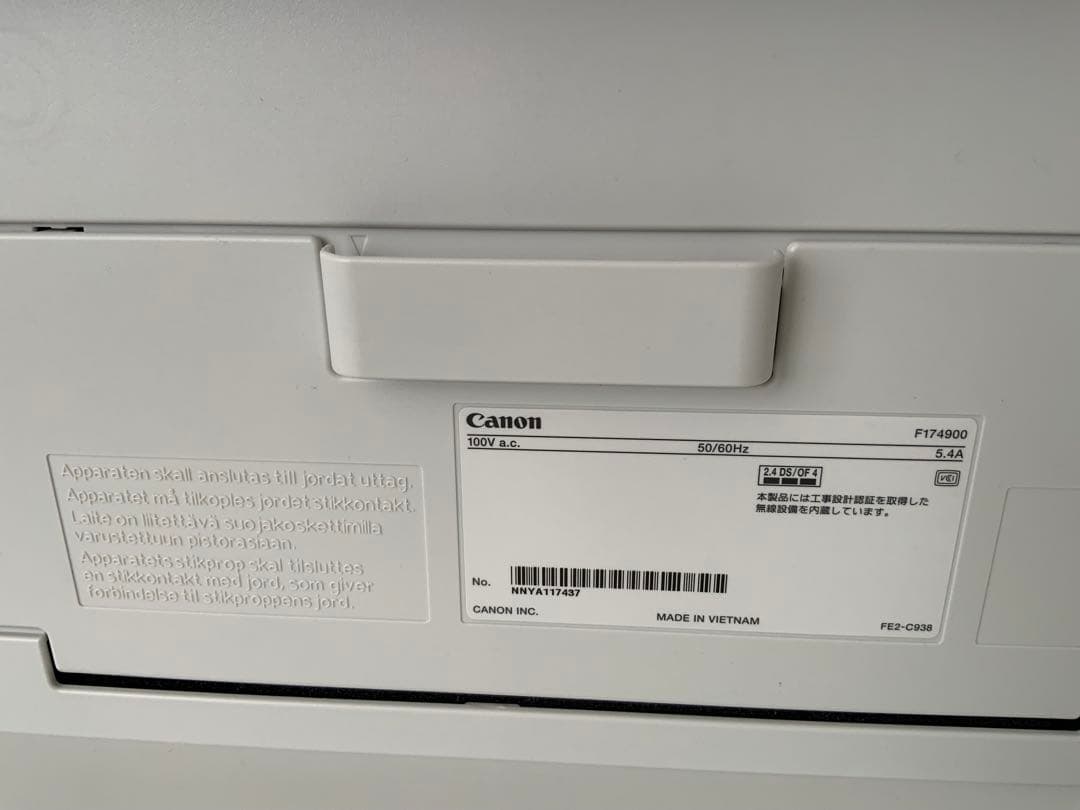 Canon
F174900
100V a.c. 50/60Hz 5.4A
2.4 DS/OF 4
VCI
本製品には工事設計認証を取得した
無線設備を内蔵しています。
No. NNYA117437
CANON INC. MADE IN VIETNAM FE2-C938
Apparaten skall anslutas till jordat uttag.
Apparatet må tilkoples jordet stikkontakt.
Laite on liitettävä suojakoskettimilla
varustettuun pistorasiaan.
Apparatets stikprop skal tilsluttes
en stikkontakt med jord, som giver
forbindelse til stikproppens jord.